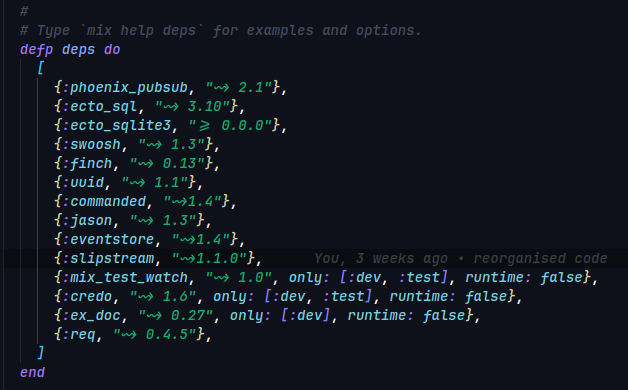 #
# Type `mix help deps` for examples and options.
defp deps do
[
{:phoenix_pubsub, "~> 2.1"},
{:ecto_sql, "~> 3.10"},
{:ecto_sqlite3, ">= 0.0.0"},
{:swoosh, "~> 1.3"},
{:finch, "~> 0.13"},
{:uuid, "~> 1.1"},
{:commanded, "~>1.4"},
{:jason, "~> 1.3"},
{:eventstore, "~>1.4"},
{:slipstream, "~>1.1.0"}, You, 3 weeks ago • reorganised code
{:mix_test_watch, "~> 1.0", only: [:dev, :test], runtime: false},
{:credo, "~> 1.6", only: [:dev, :test], runtime: false},
{:ex_doc, "~> 0.27", only: [:dev], runtime: false},
{:req, "~> 0.4.5"},
]
end